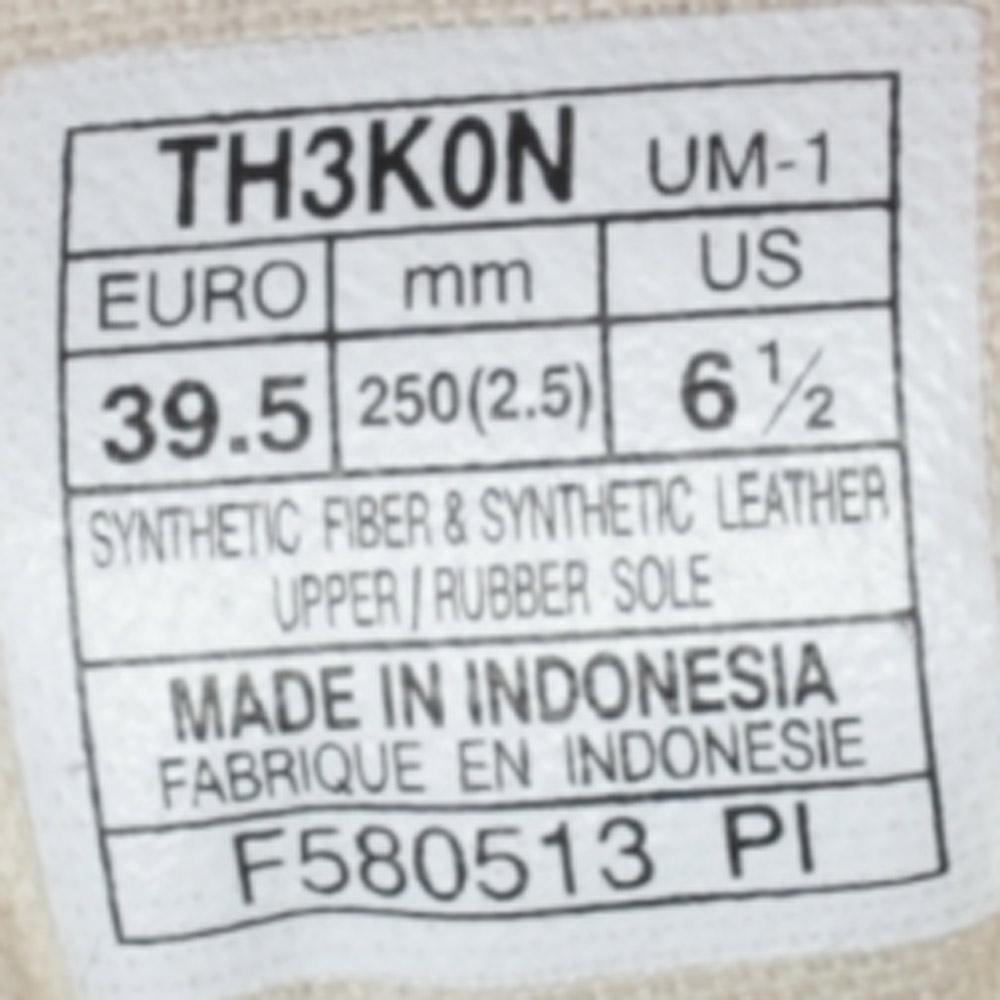 TH3K0N UM-1
EURO mm US
39.5 250(2.5) 6 1/2
SYNTHETIC FIBER & SYNTHETIC LEATHER
UPPER / RUBBER SOLE
MADE IN INDONESIA
FABRIQUE EN INDONESIE
F580513 PI